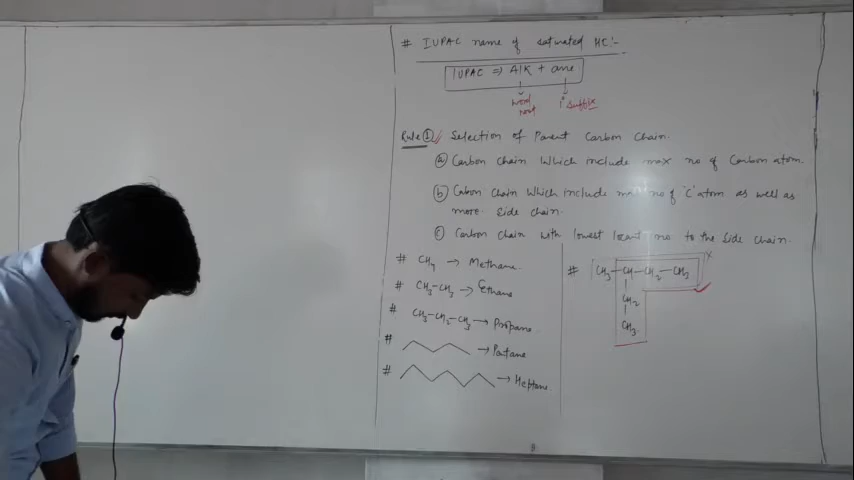 # IUPAC name of saturated HC:-
IUPAC => Alk + ane
word root
suffix
Rule ① Selection of Parent Carbon Chain.
ⓐ Carbon chain which include max no of Carbon atom.
ⓑ Carbon chain which include max no of 'C' atom as well as
more side chain.
ⓒ Carbon chain with lowest locant no. to the side chain.
# CH4 → Methane.
# CH3-CH3 → Ethane
# CH3-CH2-CH3 → Propane.
# → Pentane
# → Heptane.
# CH3-CH-CH2-CH3 x
CH2
CH3